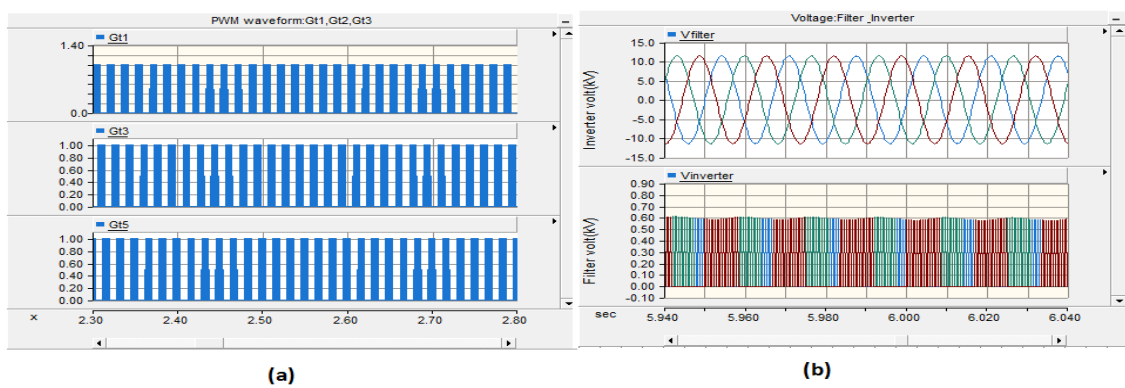 PWM waveform:Gt1,Gt2,Gt3
Gt1
1.40
0.0
Gt3
1.00
0.80
0.60
0.40
0.20
0.00
Gt5
1.00
0.80
0.60
0.40
0.20
0.00
x 2.30 2.40 2.50 2.60 2.70 2.80
(a)
Voltage:Filter _Inverter
Vfilter
Inverter volt(kV)
15.0
10.0
5.0
0.0
-5.0
-10.0
-15.0
Vinverter
Filter volt(kV)
0.90
0.80
0.70
0.60
0.50
0.40
0.30
0.20
0.10
0.00
-0.10
sec 5.940 5.960 5.980 6.000 6.020 6.040
(b)